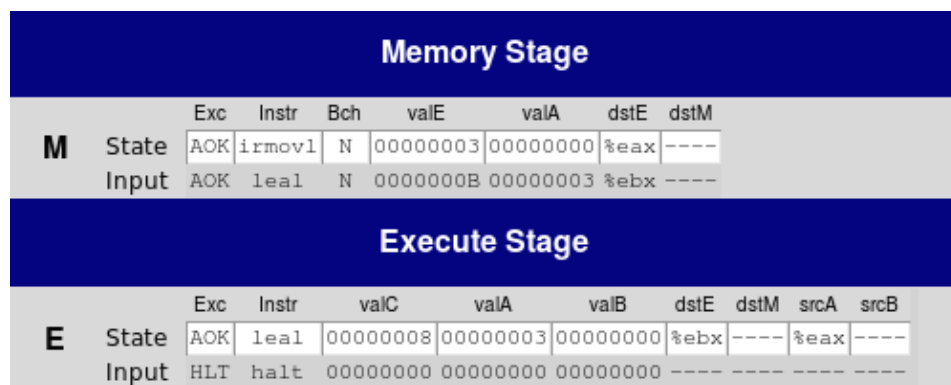 Memory Stage
Exc Instr Bch valE valA dstE dstM
M State AOK irmovl N 00000003 00000000 %eax ----
Input AOK leal N 0000000B 00000003 %ebx ----
Execute Stage
Exc Instr valC valA valB dstE dstM srcA srcB
E State AOK leal 00000008 00000003 00000000 %ebx ---- %eax ----
Input HLT halt 00000000 00000000 00000000 ---- ---- ---- ----